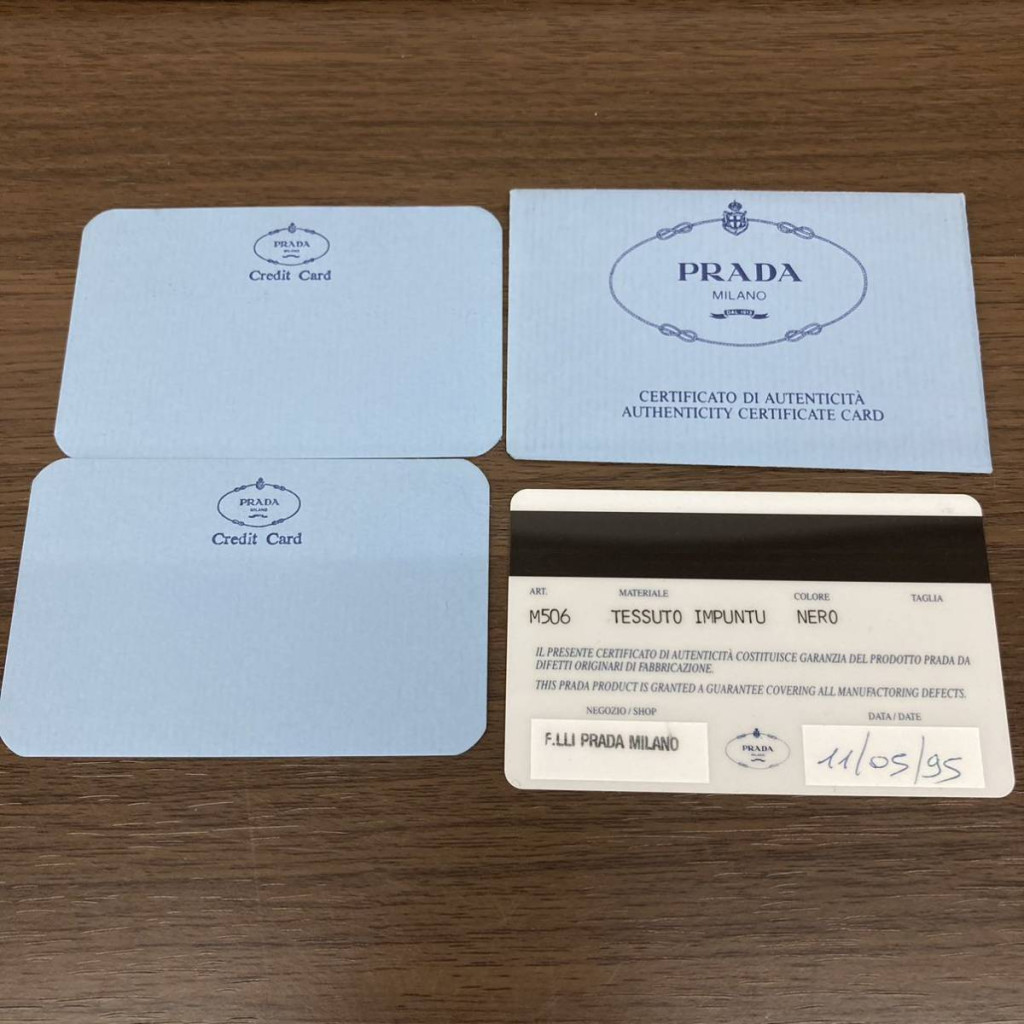 PRADA
MILANO
Credit Card
PRADA
MILANO
DAL 1913
CERTIFICATO DI AUTENTICITÀ
AUTHENTICITY CERTIFICATE CARD
PRADA
MILANO
Credit Card
ART. MATERIALE COLORE TAGLIA
M506 TESSUTO IMPUNTU NERO
IL PRESENTE CERTIFICATO DI AUTENTICITÀ COSTITUISCE GARANZIA DEL PRODOTTO PRADA DA
DIFETTI ORIGINARI DI FABBRICAZIONE.
THIS PRADA PRODUCT IS GRANTED A GUARANTEE COVERING ALL MANUFACTORING DEFECTS.
NEGOZIO / SHOP DATA / DATE
F.LLI PRADA MILANO
PRADA
MILANO
11/05/95